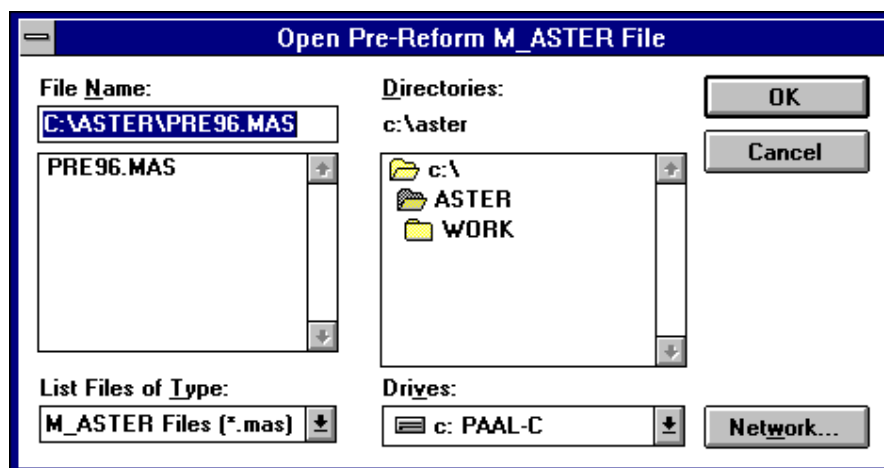 Open Pre-Reform M_ASTER File
File Name:
C:\ASTER\PRE96.MAS
PRE96.MAS
List Files of Type:
M_ASTER Files (*.mas)
Directories:
c:\aster
c:\
ASTER
WORK
Drives:
c: PAAL-C
OK
Cancel
Network...